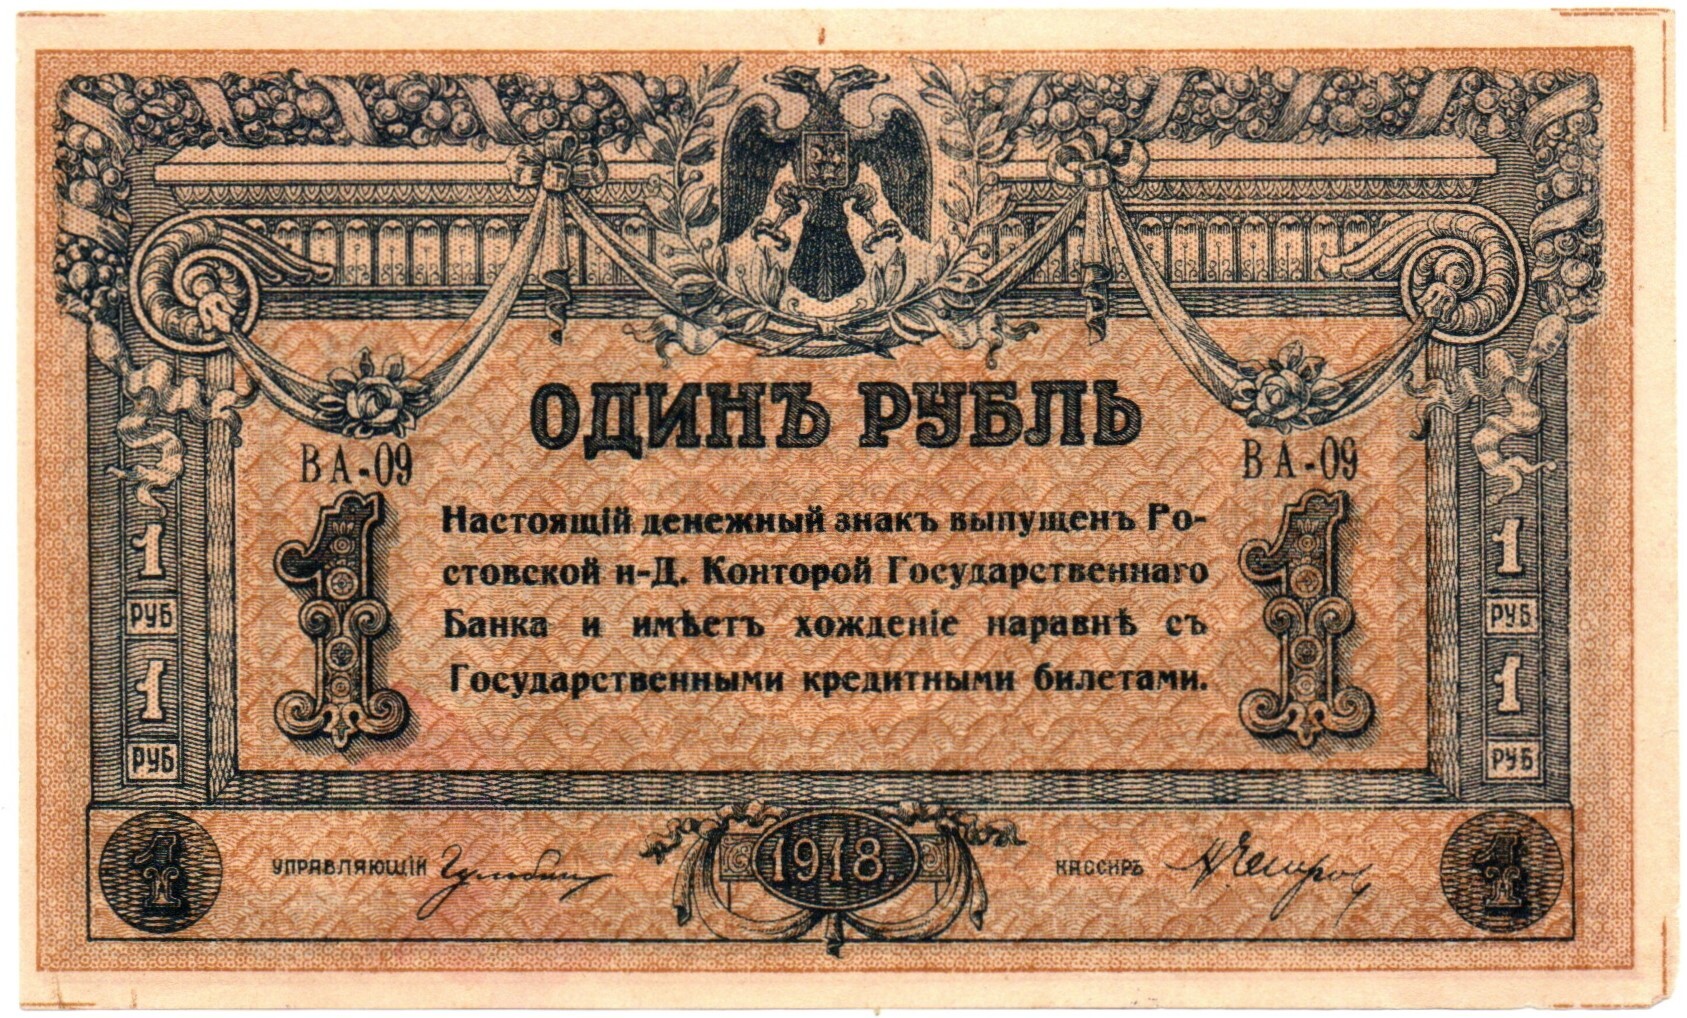 ОДИНЪ РУБЛЬ
ВА-09 ВА-09
1 1
Настоящій денежный знакъ выпущенъ Ро-
стовской н-Д. Конторой Государственнаго
Банка и имѣетъ хожденіе наравнѣ съ
Государственными кредитными билетами.
1 1
РУБ РУБ
1 1
РУБ РУБ
1 УПРАВЛЯЮЩІЙ 1918. КАССИРЪ 1